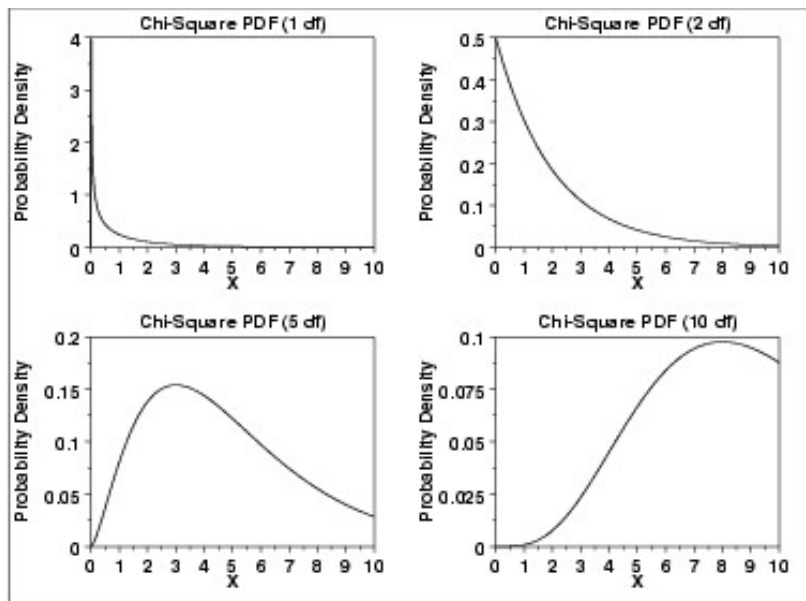 Chi-Square PDF (1 df)
Probability Density
4
3
2
1
0
0 1 2 3 4 5 6 7 8 9 10
X
Chi-Square PDF (2 df)
Probability Density
0.5
0.4
0.3
0.2
0.1
0
0 1 2 3 4 5 6 7 8 9 10
X
Chi-Square PDF (5 df)
Probability Density
0.2
0.15
0.1
0.05
0
0 1 2 3 4 5 6 7 8 9 10
X
Chi-Square PDF (10 df)
Probability Density
0.1
0.075
0.05
0.025
0
0 1 2 3 4 5 6 7 8 9 10
X